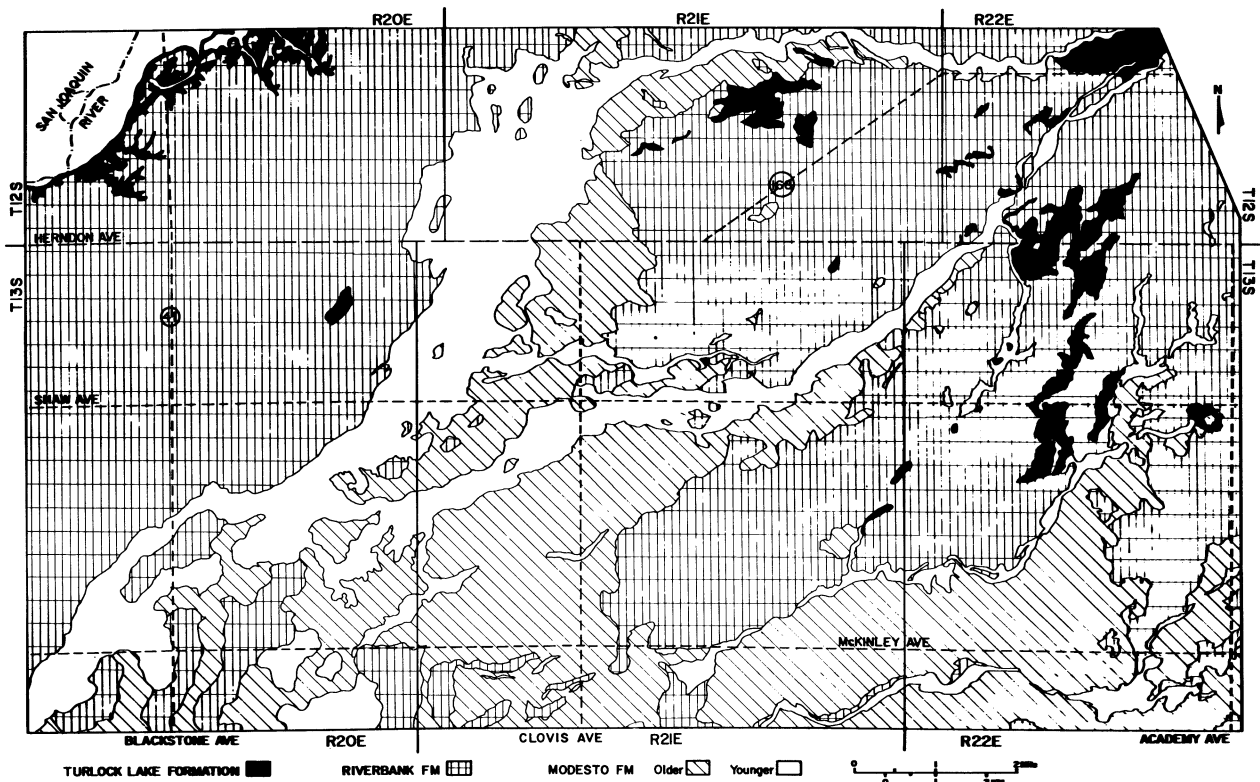 R20E R21E R22E
SAN JOAQUIN
RIVER
N
168
T12S T12S
HERNDON AVE
T13S T13S
41
SHAW AVE
McKINLEY AVE
BLACKSTONE AVE R20E CLOVIS AVE R21E R22E ACADEMY AVE
TURLOCK LAKE FORMATION RIVERBANK FM MODESTO FM Older Younger
0
0